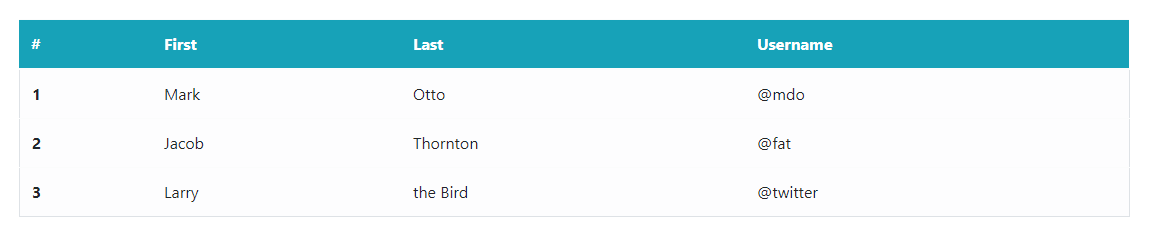 # First Last Username
1 Mark Otto @mdo
2 Jacob Thornton @fat
3 Larry the Bird @twitter